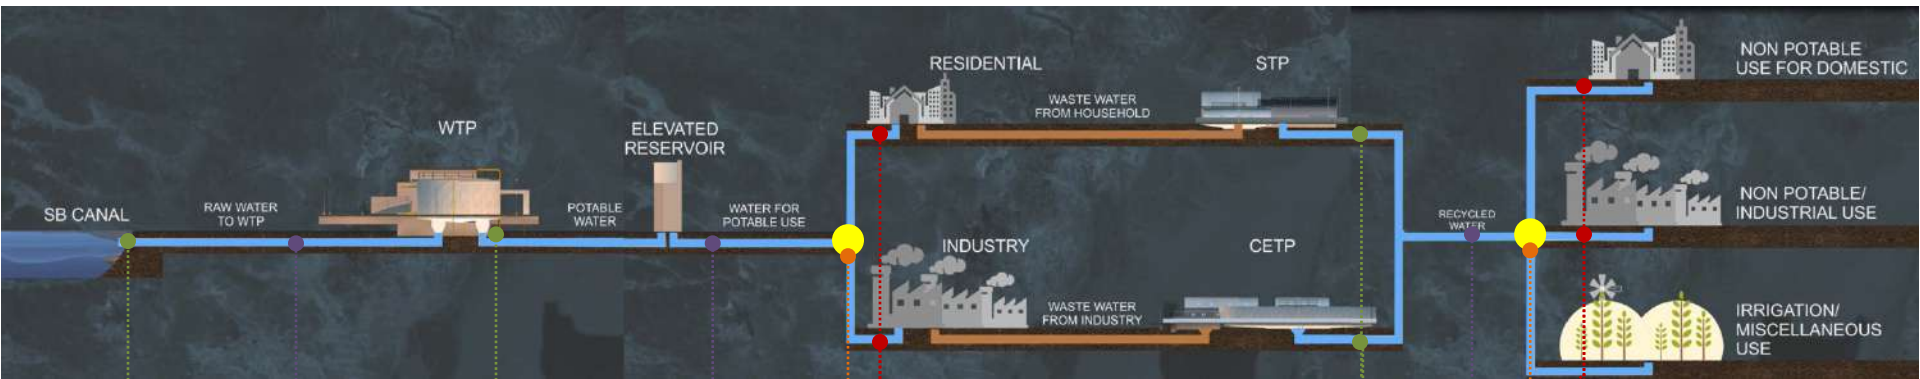 SB CANAL
RAW WATER
TO WTP
WTP
POTABLE
WATER
ELEVATED
RESERVOIR
WATER FOR
POTABLE USE
RESIDENTIAL
WASTE WATER
FROM HOUSEHOLD
STP
INDUSTRY
WASTE WATER
FROM INDUSTRY
CETP
RECYCLED
WATER
NON POTABLE
USE FOR DOMESTIC
NON POTABLE/
INDUSTRIAL USE
IRRIGATION/
MISCELLANEOUS
USE